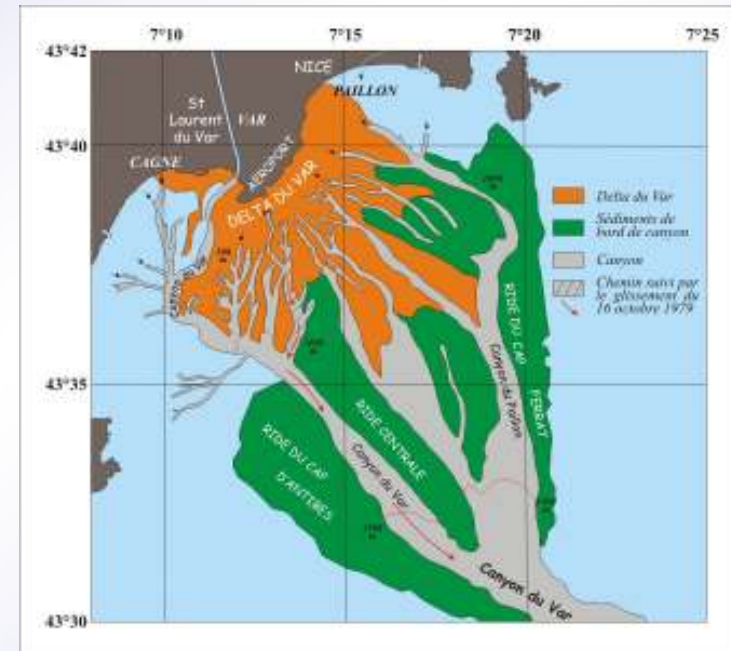 7°10
7°15
7°20
7°25
43°42
43°40
43°35
43°30
NICE
PAILLON
St
Laurent
du Var
VAR
CAGNE
AEROPORT
DELTA DU VAR
Delta du Var
Sédiments de
bord de canyon
Canyon
Chemin suivi par
le glissement du
16 octobre 1979
RIDE DU CAP
FERRAT
Canyon du Paillon
RIDE CENTRALE
RIDE DU CAP
D'ANTIBES
Canyon du Var
Canyon du Var